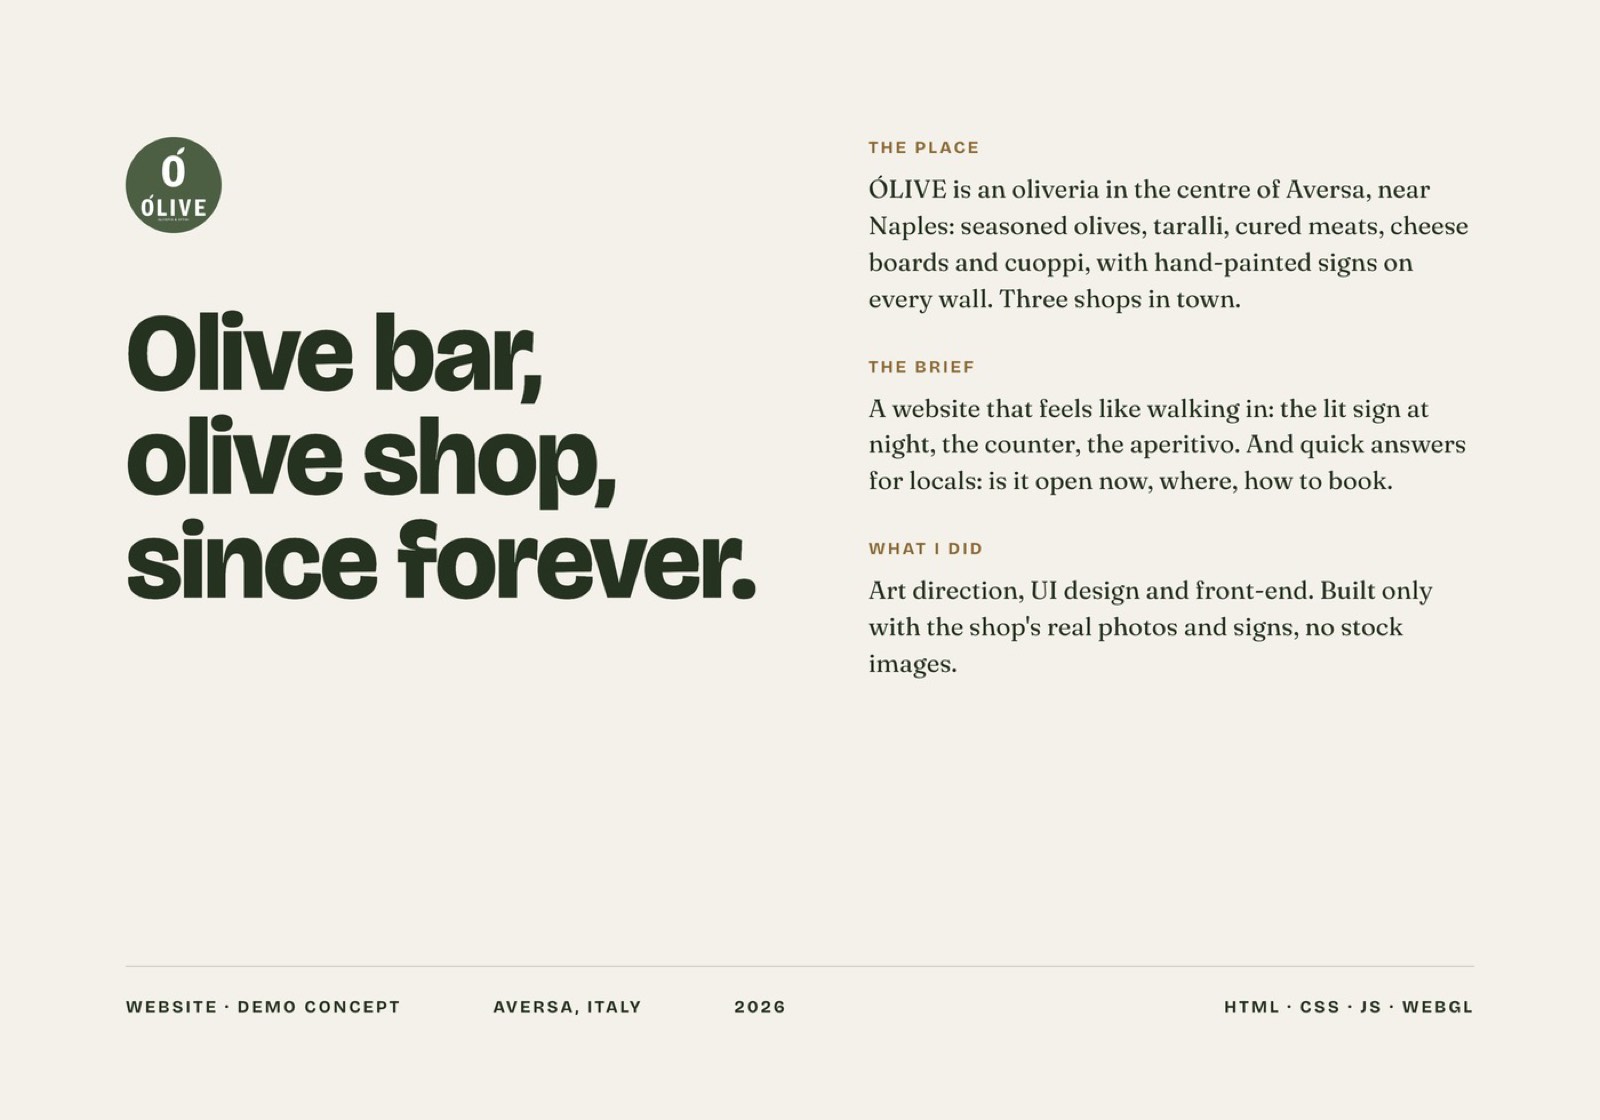 Ó
ÓLIVE
Olive bar,
olive shop,
since forever.
THE PLACE
ÓLIVE is an oliveria in the centre of Aversa, near
Naples: seasoned olives, taralli, cured meats, cheese
boards and cuoppi, with hand-painted signs on
every wall. Three shops in town.
THE BRIEF
A website that feels like walking in: the lit sign at
night, the counter, the aperitivo. And quick answers
for locals: is it open now, where, how to book.
WHAT I DID
Art direction, UI design and front-end. Built only
with the shop's real photos and signs, no stock
images.
WEBSITE · DEMO CONCEPT
AVERSA, ITALY
2026
HTML · CSS · JS · WEBGL